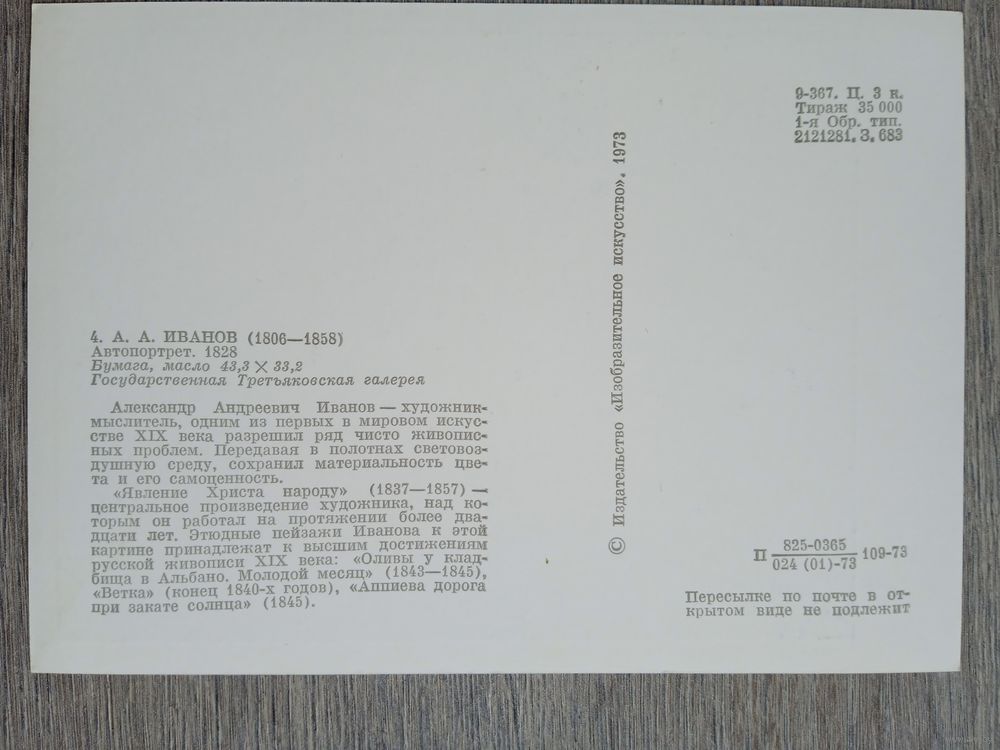 4. А. А. ИВАНОВ (1806—1858)
Автопортрет. 1828
Бумага, масло 43,3 × 33,2
Государственная Третьяковская галерея
Александр Андреевич Иванов — художник-
мыслитель, одним из первых в мировом искус-
стве XIX века разрешил ряд чисто живопис-
ных проблем. Передавая в полотнах световоз-
душную среду, сохранил материальность цве-
та и его самоценность.
«Явление Христа народу» (1837—1857) —
центральное произведение художника, над ко-
торым он работал на протяжении более два-
дцати лет. Этюдные пейзажи Иванова к этой
картине принадлежат к высшим достижениям
русской живописи XIX века: «Оливы у клад-
бища в Альбано. Молодой месяц» (1843—1845),
«Ветка» (конец 1840-х годов), «Аппиева дорога
при закате солнца» (1845).
© Издательство «Изобразительное искусство». 1973
9-367. Ц. 3 к.
Тираж 35 000
1-я Обр. тип.
2121281. З. 683
П 825-0365 109-73
024 (01)-73
Пересылке по почте в от-
крытом виде не подлежит